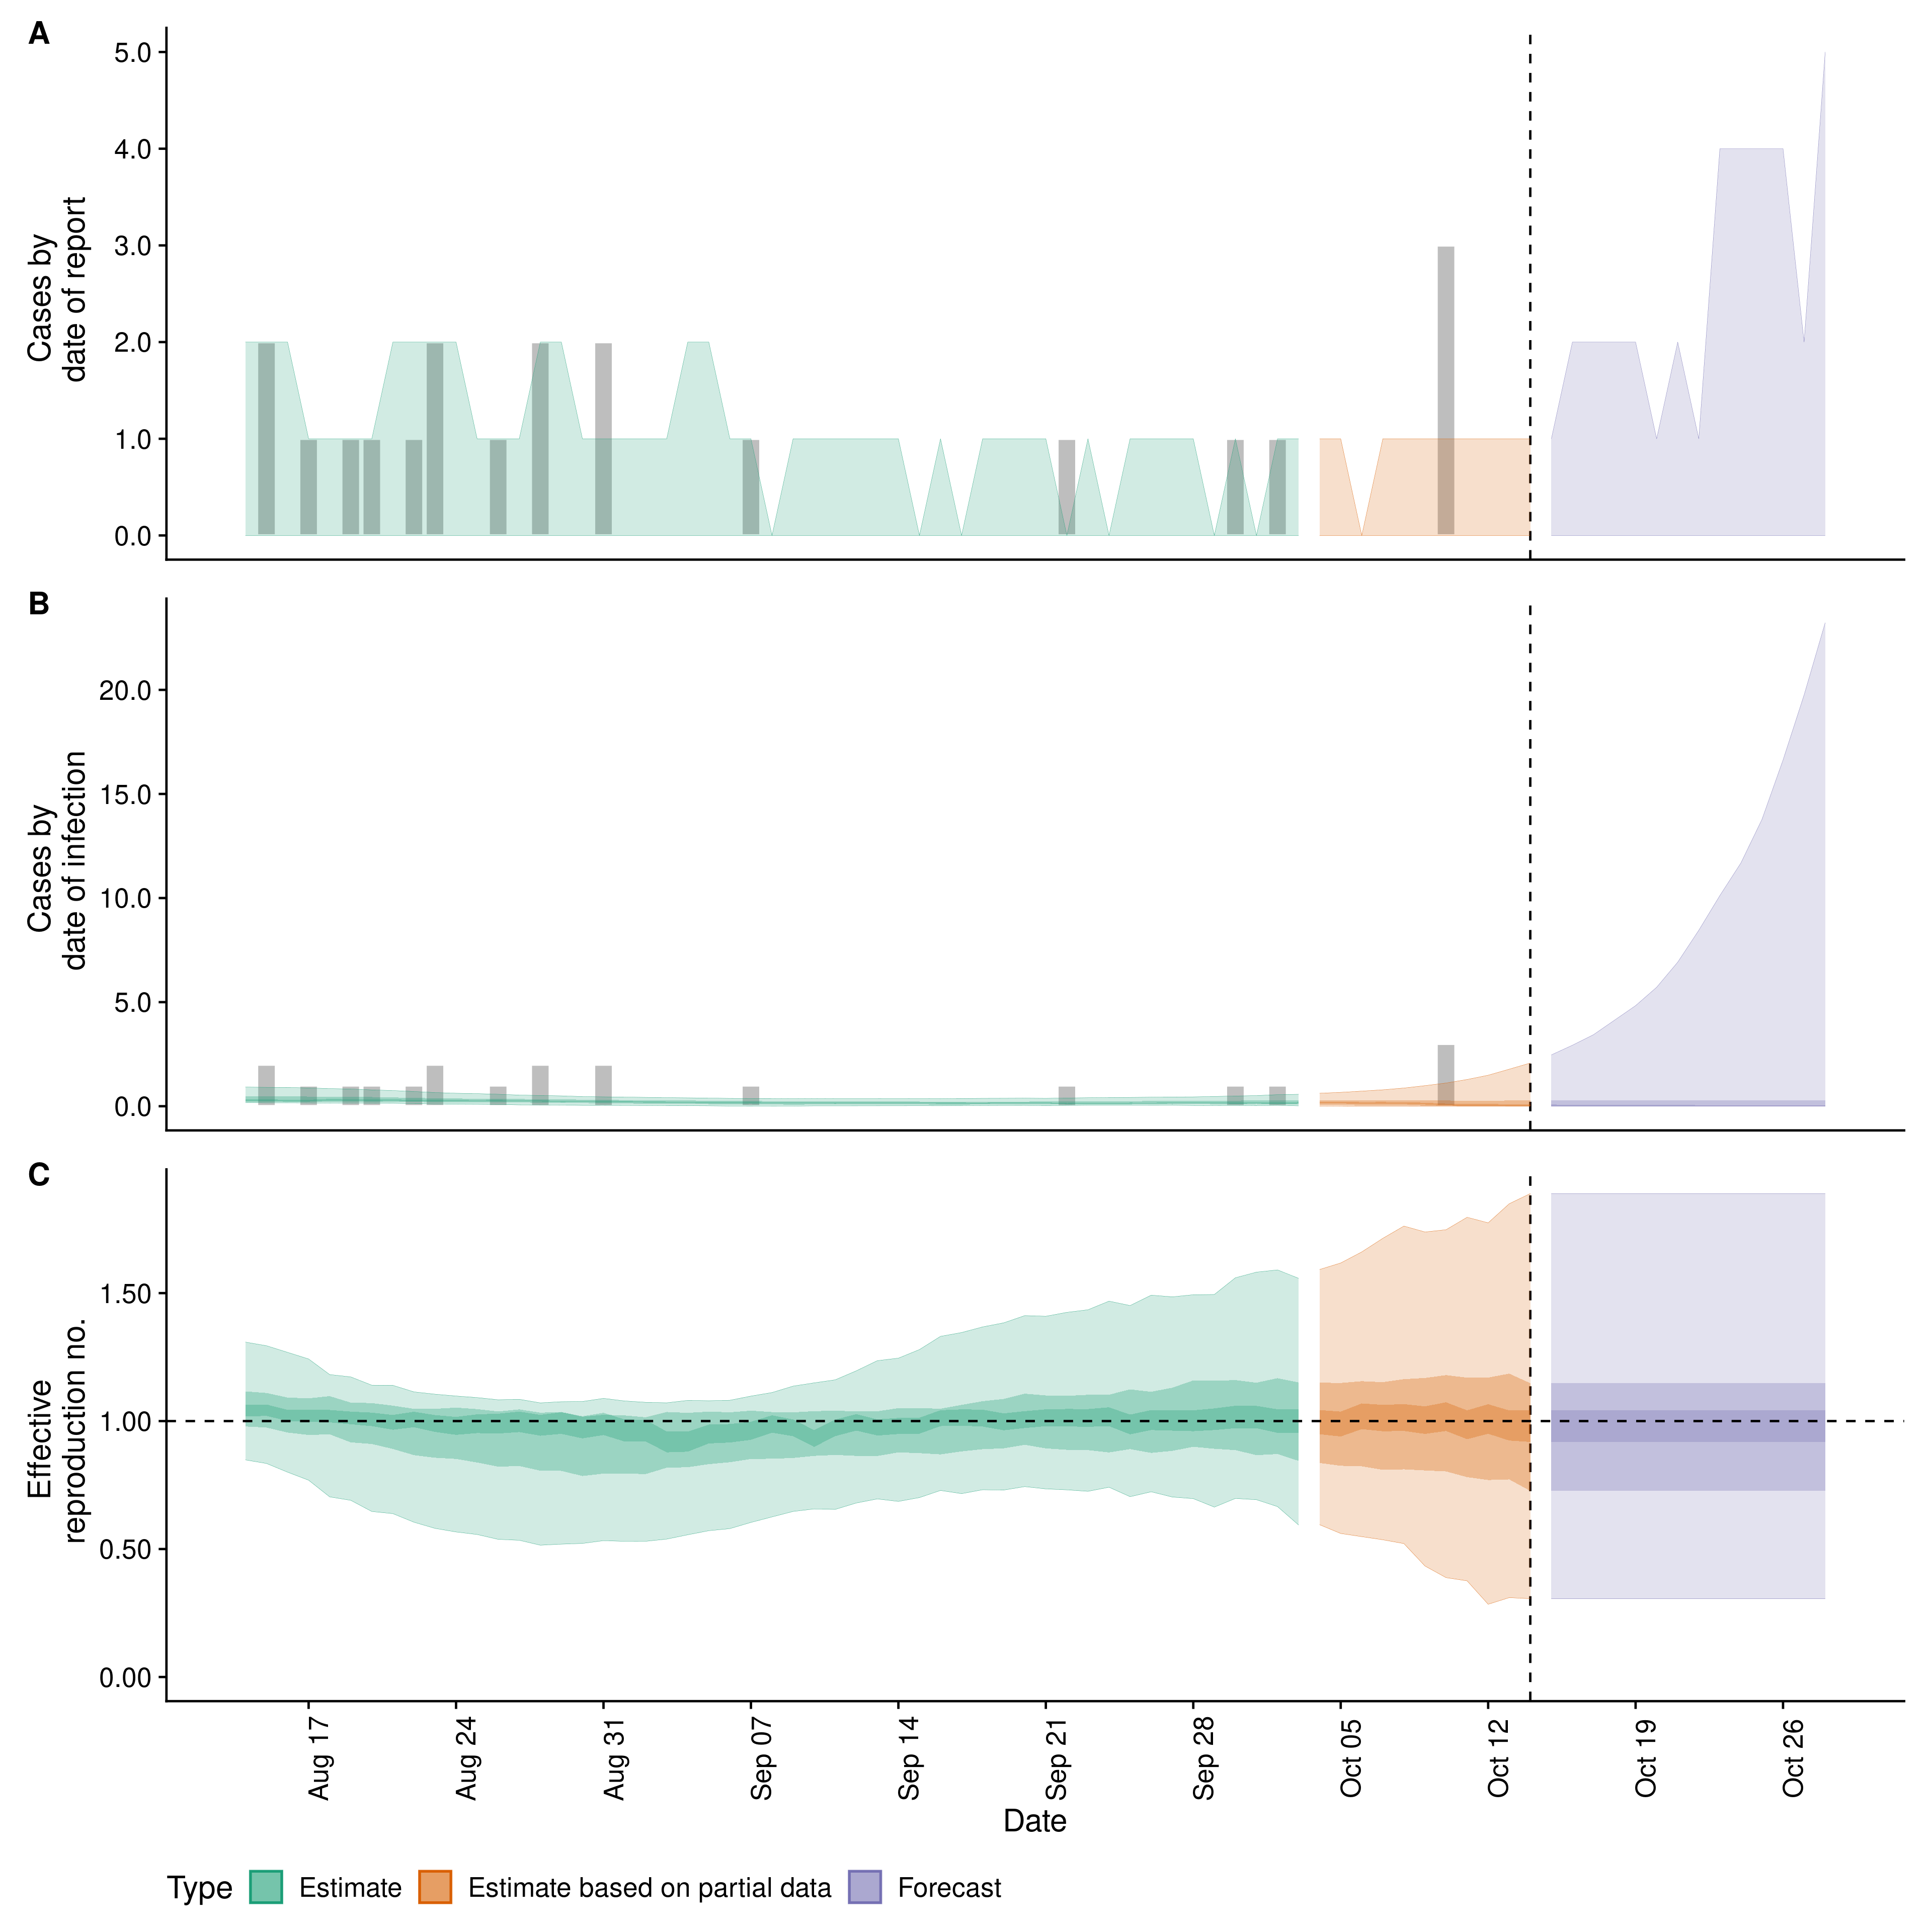 A
5.0
4.0
3.0
2.0
1.0
0.0
Cases by
date of report
B
20.0
15.0
10.0
5.0
0.0
Cases by
date of infection
C
1.50
1.00
0.50
0.00
Effective
reproduction no.
Aug 17
Aug 24
Aug 31
Sep 07
Sep 14
Sep 21
Sep 28
Oct 05
Oct 12
Oct 19
Oct 26
Date
Type Estimate Estimate based on partial data Forecast